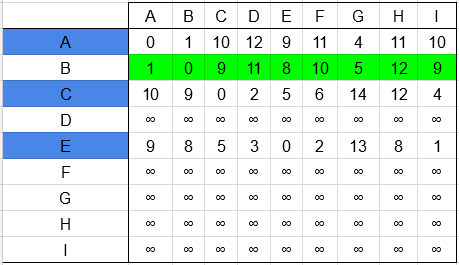 A B C D E F G H I
A 0 1 10 12 9 11 4 11 10
B 1 0 9 11 8 10 5 12 9
C 10 9 0 2 5 6 14 12 4
D ∞ ∞ ∞ ∞ ∞ ∞ ∞ ∞ ∞
E 9 8 5 3 0 2 13 8 1
F ∞ ∞ ∞ ∞ ∞ ∞ ∞ ∞ ∞
G ∞ ∞ ∞ ∞ ∞ ∞ ∞ ∞ ∞
H ∞ ∞ ∞ ∞ ∞ ∞ ∞ ∞ ∞
I ∞ ∞ ∞ ∞ ∞ ∞ ∞ ∞ ∞